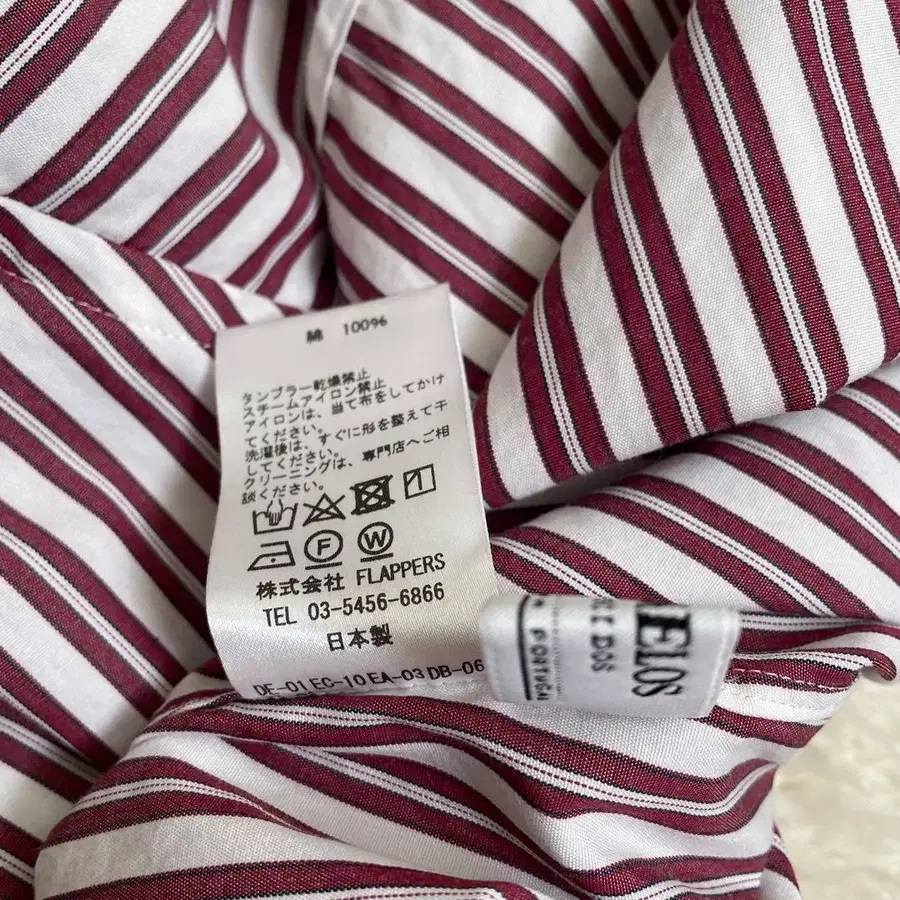 綿 100%
タンブラー乾燥禁止
スチームアイロン禁止
アイロンは、当て布をしてかけ
てください。
洗濯後は、すぐに形を整えて干
してください。
クリーニングは、専門店へご相
談ください。
F W
株式会社 FLAPPERS
TEL 03-5456-6866
日本製
DE-01 EC-10 EA-03 DB-06
ELOS
DOS
PORTUGA